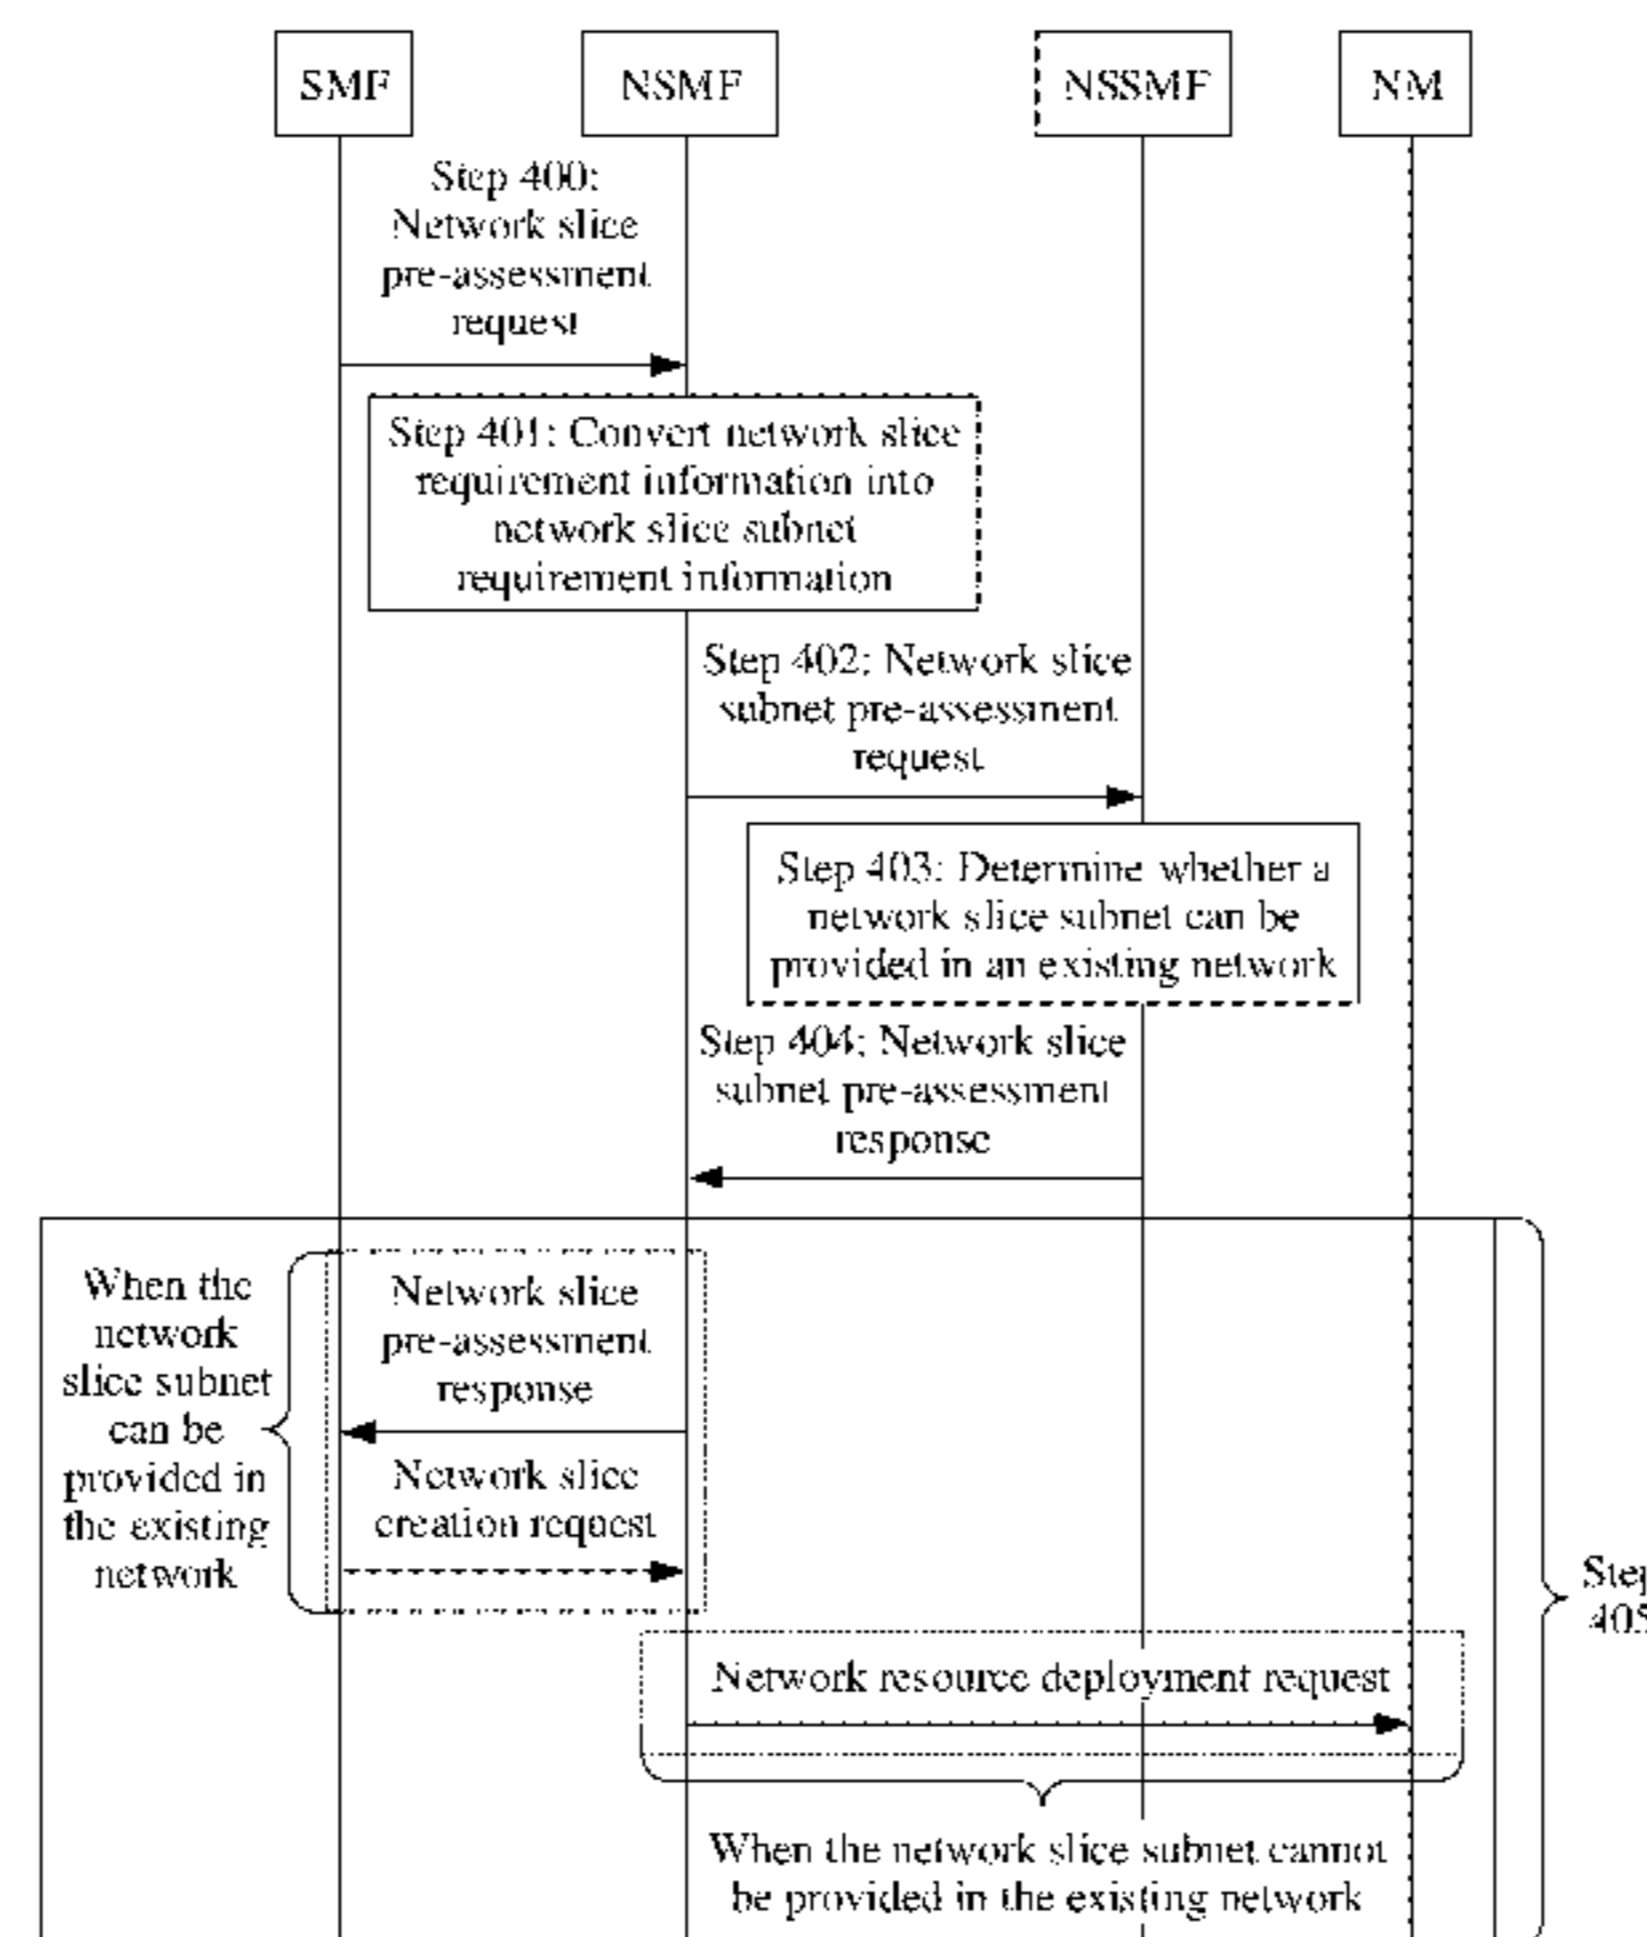 SMF
NSMF
NSSMF
NM
Step 400:
Network slice
pre-assessment
request
Step 401: Convert network slice
requirement information into
network slice subnet
requirement information
Step 402: Network slice
subnet pre-assessment
request
Step 403: Determine whether a
network slice subnet can be
provided in an existing network
Step 404: Network slice
subnet pre-assessment
response
When the
network
slice subnet
can be
provided in
the existing
network
Network slice
pre-assessment
response
Network slice
creation request
Step
405
Network resource deployment request
When the network slice subnet cannot
be provided in the existing network